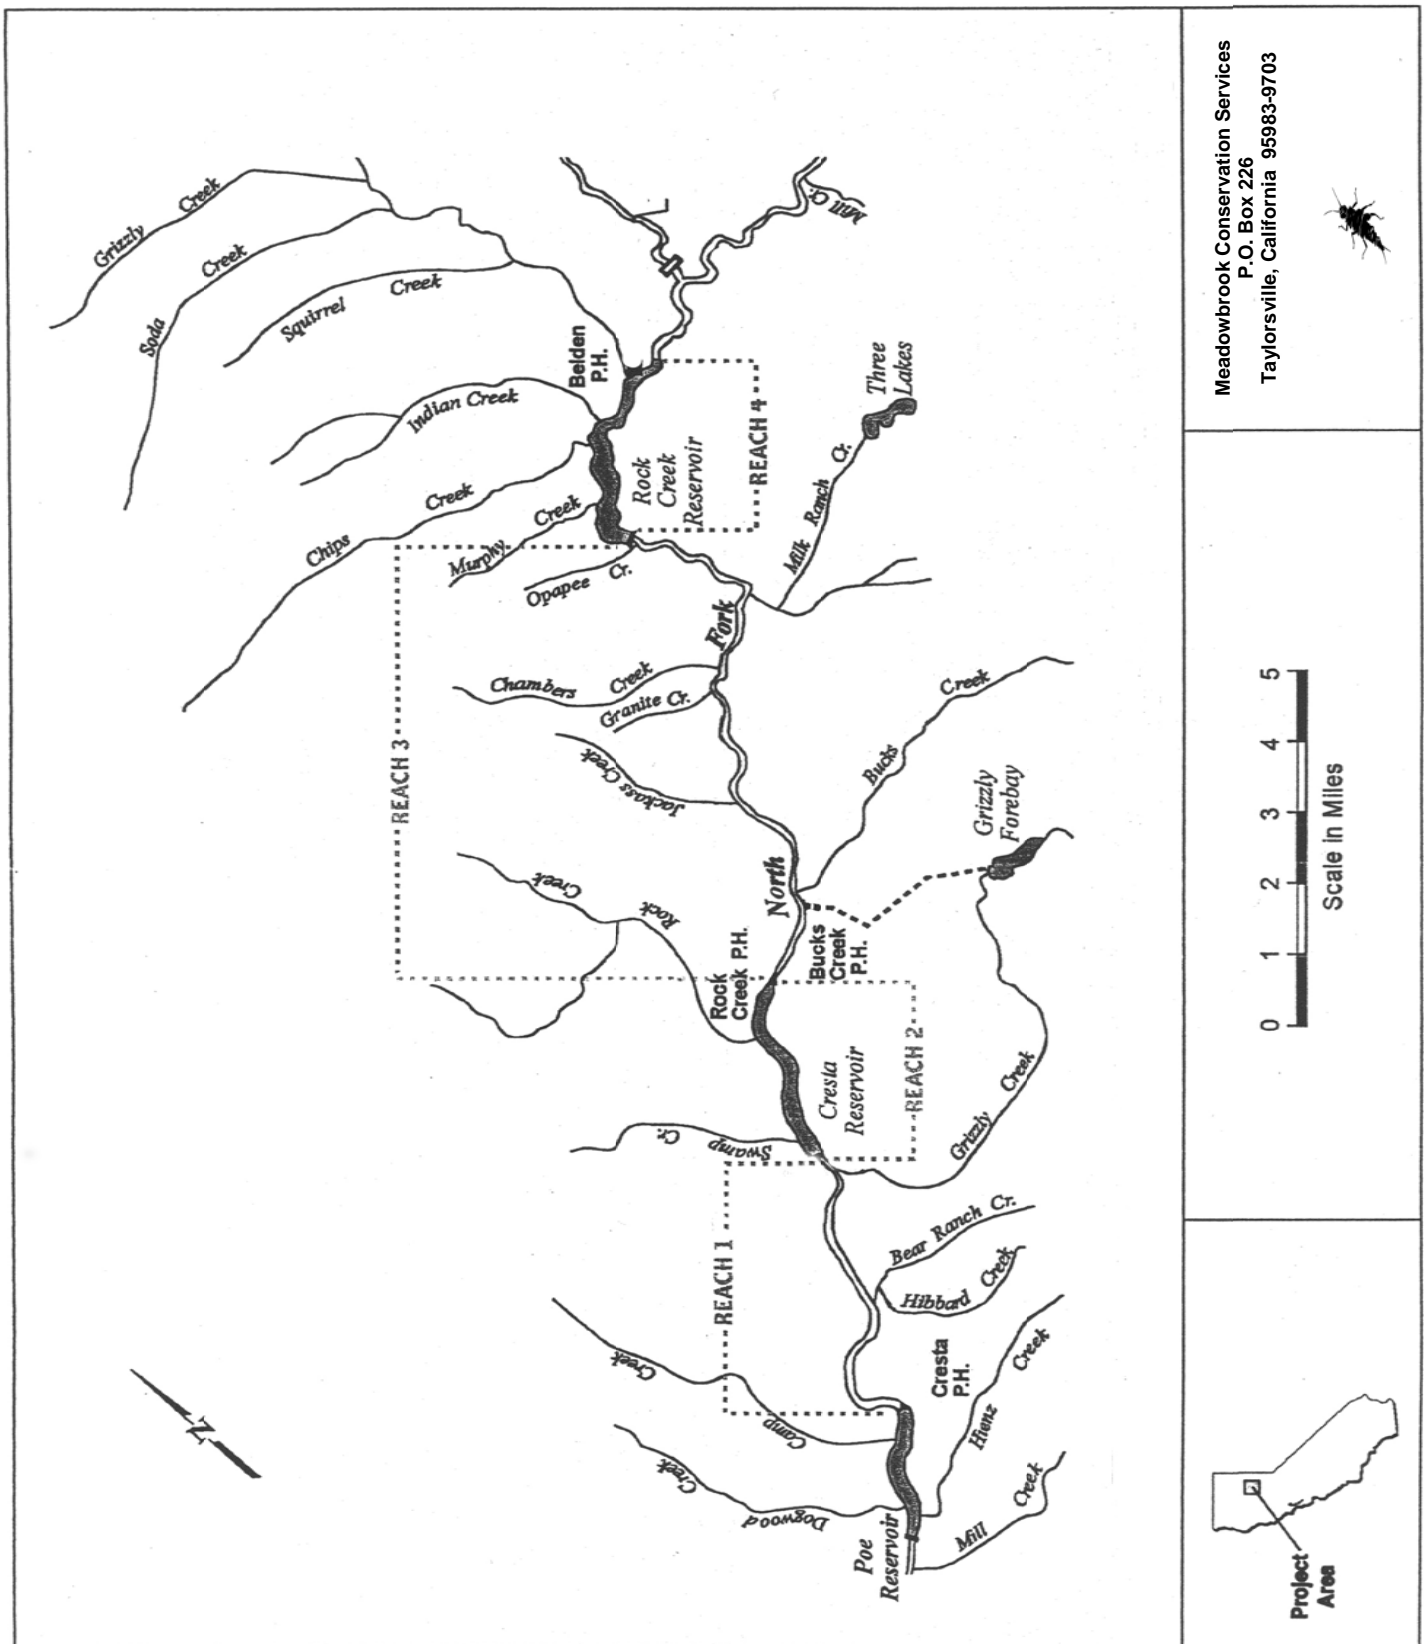 Meadowbrook Conservation Services
P.O. Box 226
Taylorsville, California 95983-9703
Grizzly Creek
Soda Creek
Squirrel Creek
Belden
P.H.
Mill Cr.
Indian Creek
Three
Lakes
Rock
Creek
Reservoir
REACH 4
Chips Creek
Murphy Creek
Opapee Cr.
Milk Ranch Cr.
North Fork
Chambers Creek
Granite Cr.
REACH 3
Jackass Creek
Bucks Creek
Grizzly
Forebay
Rock Creek
Rock
Creek P.H.
Bucks
Creek
P.H.
Cresta
Reservoir
REACH 2
Grizzly Creek
Swamp Cr.
REACH 1
Bear Ranch Cr.
Hibbard Creek
Cresta
P.H.
Camp Creek
Hienz Creek
Dogwood Creek
Poe
Reservoir
Mill Creek
N
0 1 2 3 4 5
Scale in Miles
Project
Area